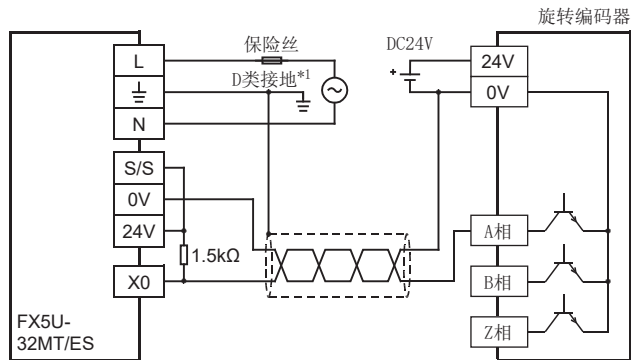 旋转编码器
L
保险丝
DC24V
+
24V
D类接地*1
0V
N
S/S
0V
24V
1.5kΩ
A相
X0
B相
Z相
FX5U-
32MT/ES